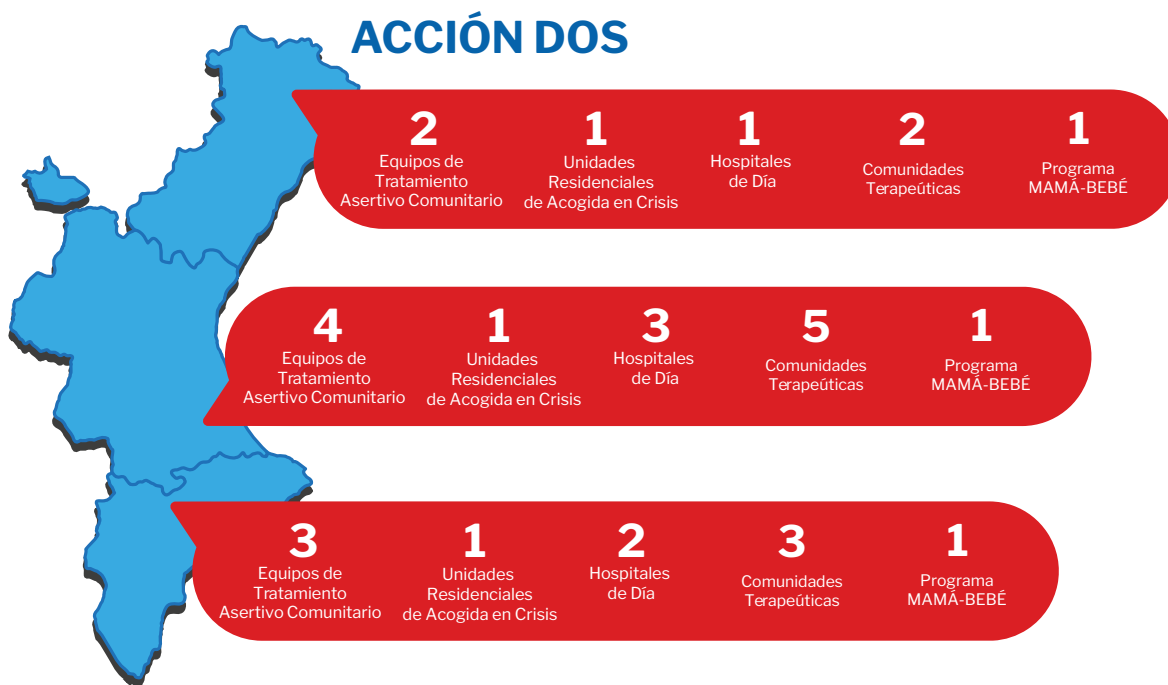 ACCIÓN DOS
2
Equipos de
Tratamiento
Asertivo Comunitario
1
Unidades
Residenciales
de Acogida en Crisis
1
Hospitales
de Día
2
Comunidades
Terapeúticas
1
Programa
MAMÁ-BEBÉ
4
Equipos de
Tratamiento
Asertivo Comunitario
1
Unidades
Residenciales
de Acogida en Crisis
3
Hospitales
de Día
5
Comunidades
Terapeúticas
1
Programa
MAMÁ-BEBÉ
3
Equipos de
Tratamiento
Asertivo Comunitario
1
Unidades
Residenciales
de Acogida en Crisis
2
Hospitales
de Día
3
Comunidades
Terapeúticas
1
Programa
MAMÁ-BEBÉ